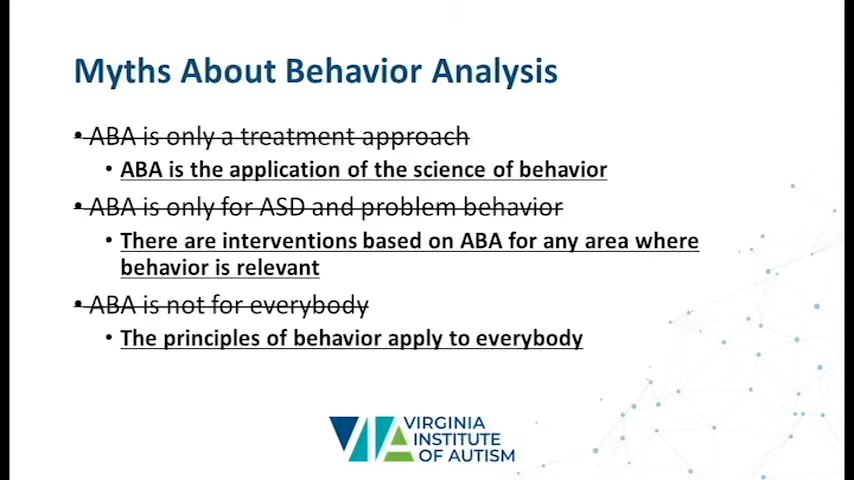 Myths About Behavior Analysis
• ABA is only a treatment approach
• ABA is the application of the science of behavior
• ABA is only for ASD and problem behavior
• There are interventions based on ABA for any area where
behavior is relevant
• ABA is not for everybody
• The principles of behavior apply to everybody
VIA VIRGINIA
INSTITUTE
OF AUTISM